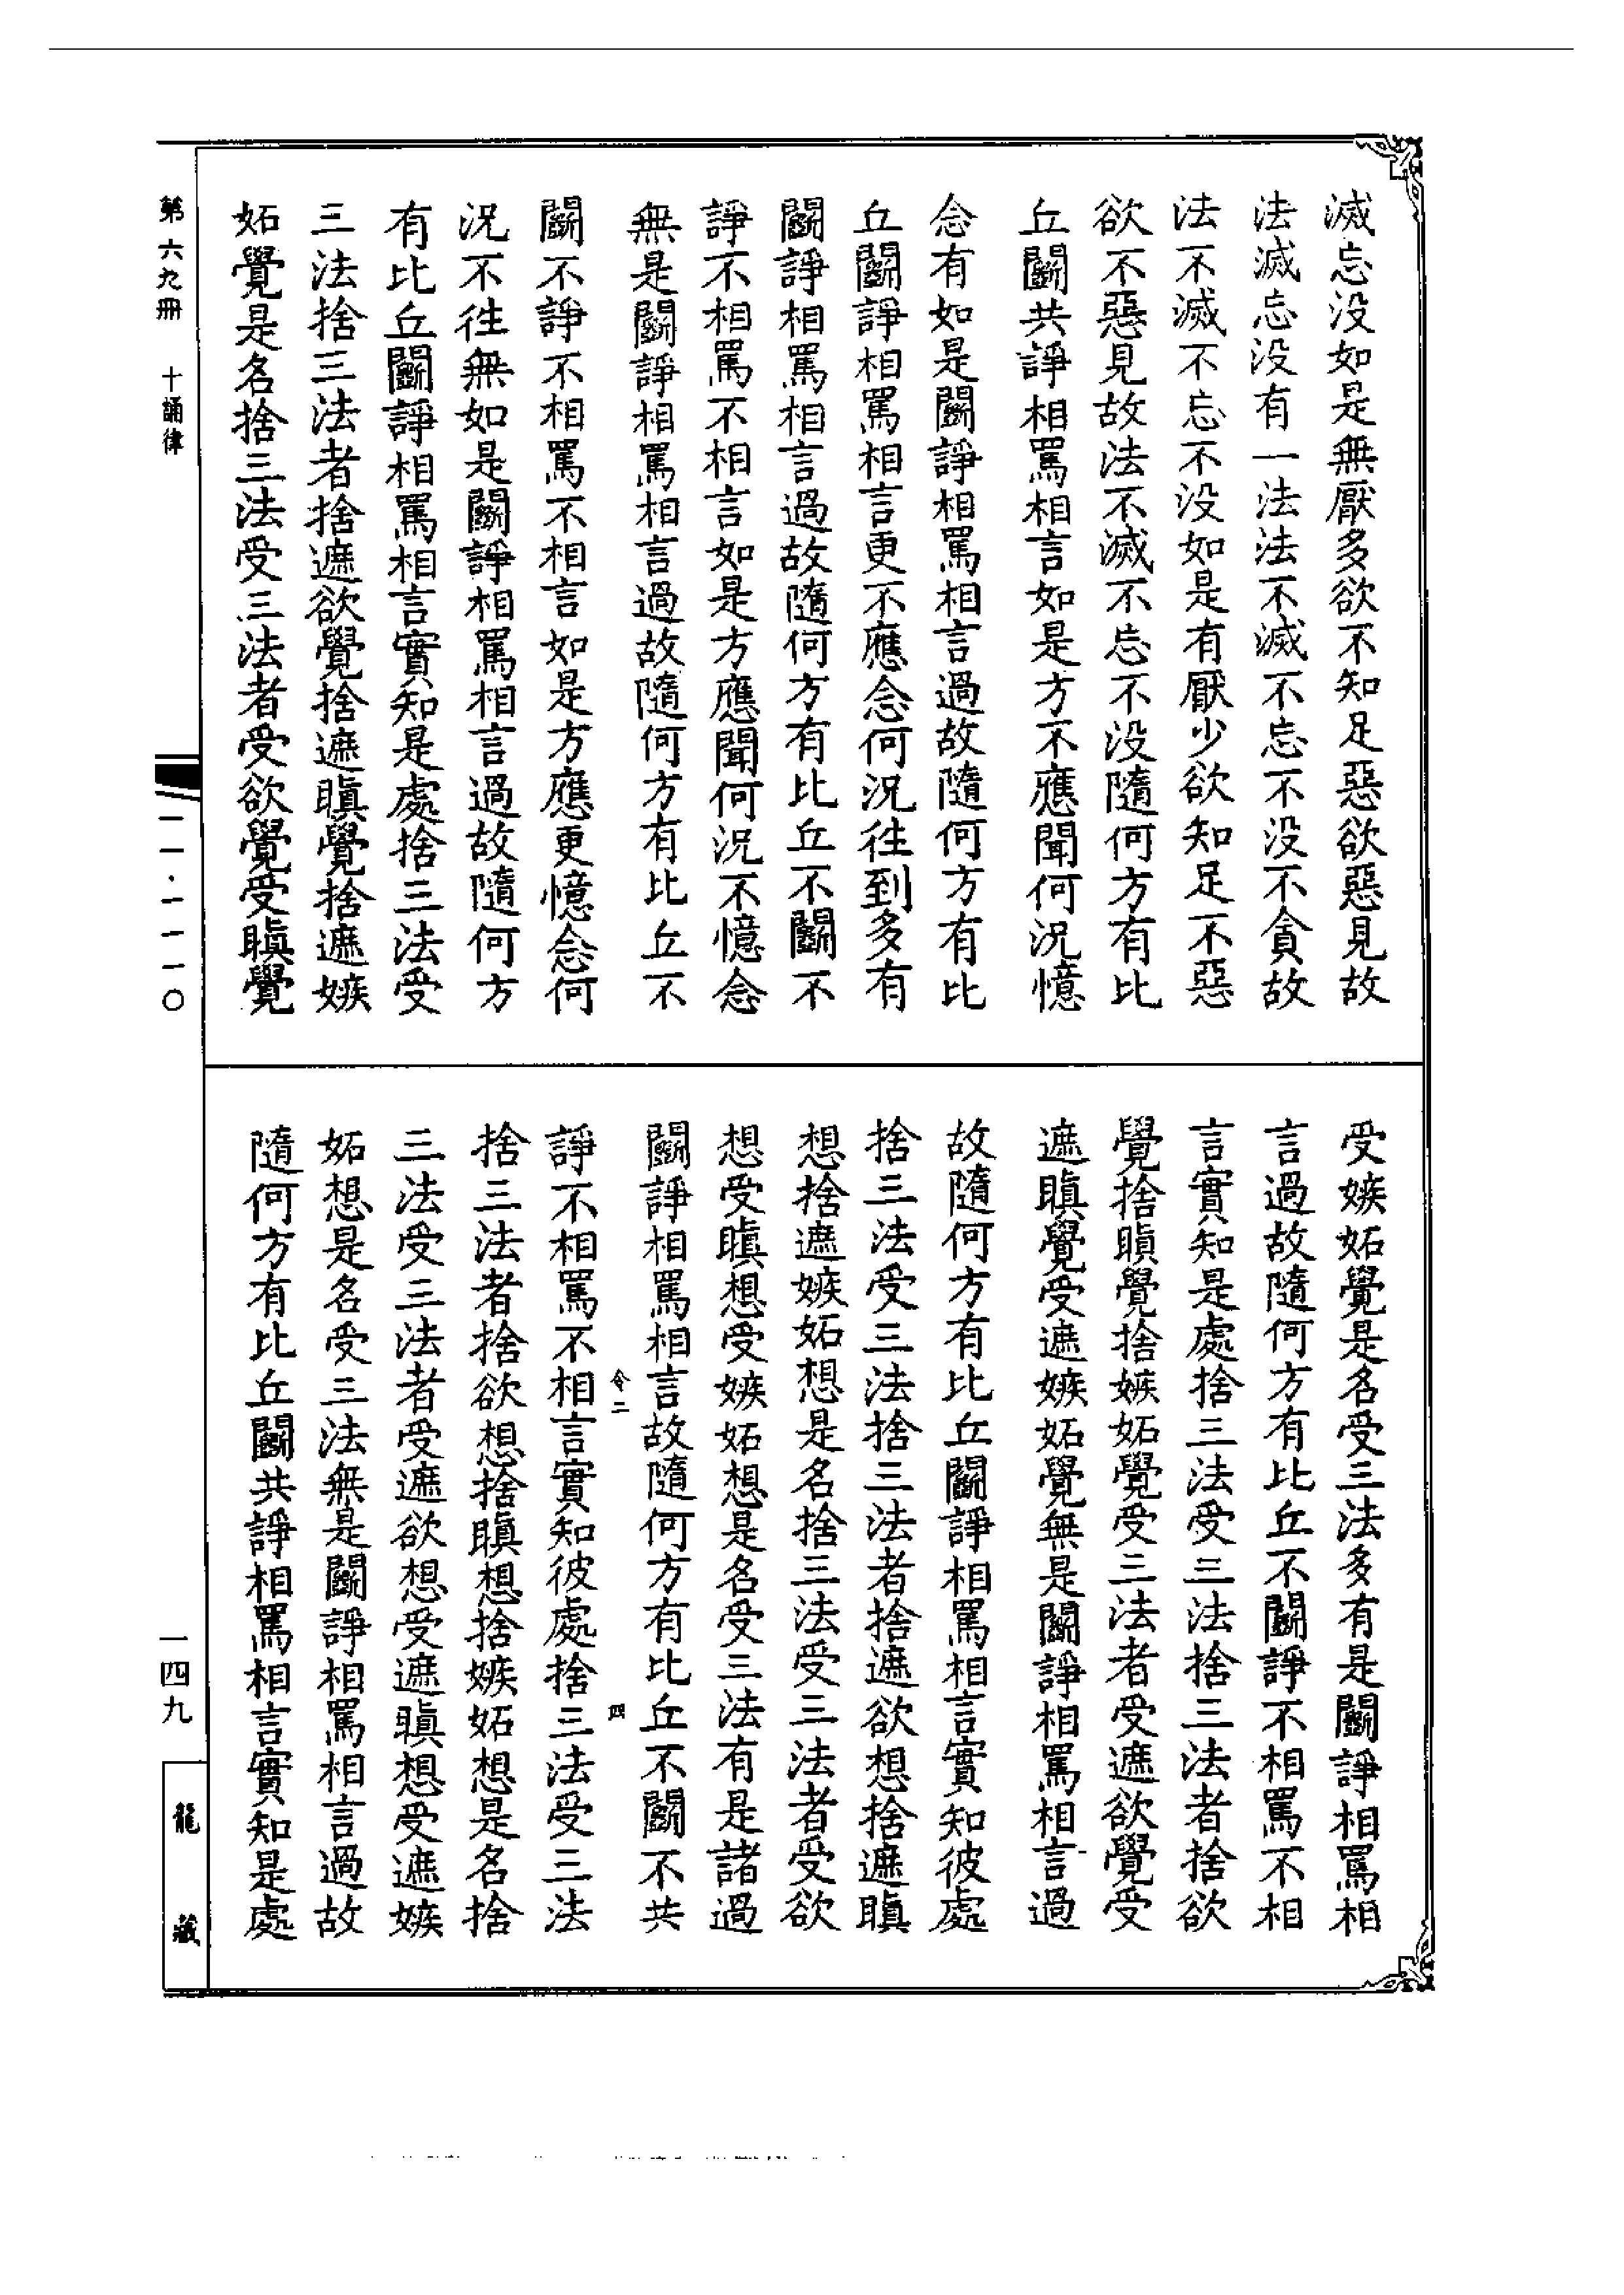 滅忘没如是無厭多欲不知足惡欲惡見故
法滅忘没有一法法不滅不忘不没不貪故
法不滅不忘不没如是有厭少欲知足不惡
欲不惡見故法不滅不忘不没隨何方有比
丘鬭共諍相罵相言如是方不應聞何況憶
念有如是鬭諍相罵相言過故隨何方有比
丘鬭諍相罵相言更不應念何況往到多有
鬭諍相罵相言過故隨何方有比丘不鬭不
諍不相罵不相言如是方應聞何況不憶念
無是鬭諍相罵相言過故隨何方有比丘不
鬭不諍不相罵不相言如是方應更憶念何
況不往無如是鬭諍相罵相言過故隨何方
有比丘鬭諍相罵相言實知是處捨三法受
三法捨三法者捨遮欲覺捨遮瞋覺捨遮嫉
妬覺是名捨三法受三法者受欲覺受瞋覺
受嫉妬覺是名受三法多有是鬭諍相罵相
言過故隨何方有比丘不鬭諍不相罵不相
言實知是處捨三法受三法捨三法者捨欲
覺捨瞋覺捨嫉妬覺受三法者受遮欲覺受
遮瞋覺受遮嫉妬覺無是鬭諍相罵相言過
故隨何方有比丘鬭諍相罵相言實知彼處
捨三法受三法捨三法者捨遮欲想捨遮瞋
想捨遮嫉妬想是名捨三法受三法者受欲
想受瞋想受嫉妬想是名受三法有是諸過
鬭諍相罵相言故隨何方有比丘不鬭不共
令二 四
諍不相罵不相言實知彼處捨三法受三法
捨三法者捨欲想捨瞋想捨嫉妬想是名捨
三法受三法者受遮欲想受遮瞋想受遮嫉
妬想是名受三法無是鬭諍相罵相言過故
隨何方有比丘鬭共諍相罵相言實知是處
第六九冊 十誦律
一一·一一一〇
一四九
龍藏